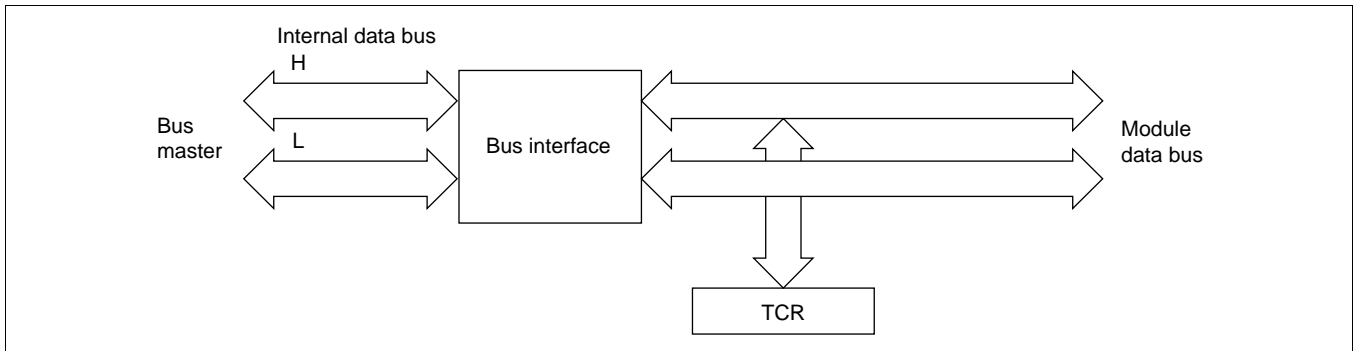 Internal data bus
H
Bus
master
L
Bus interface
Module
data bus
TCR